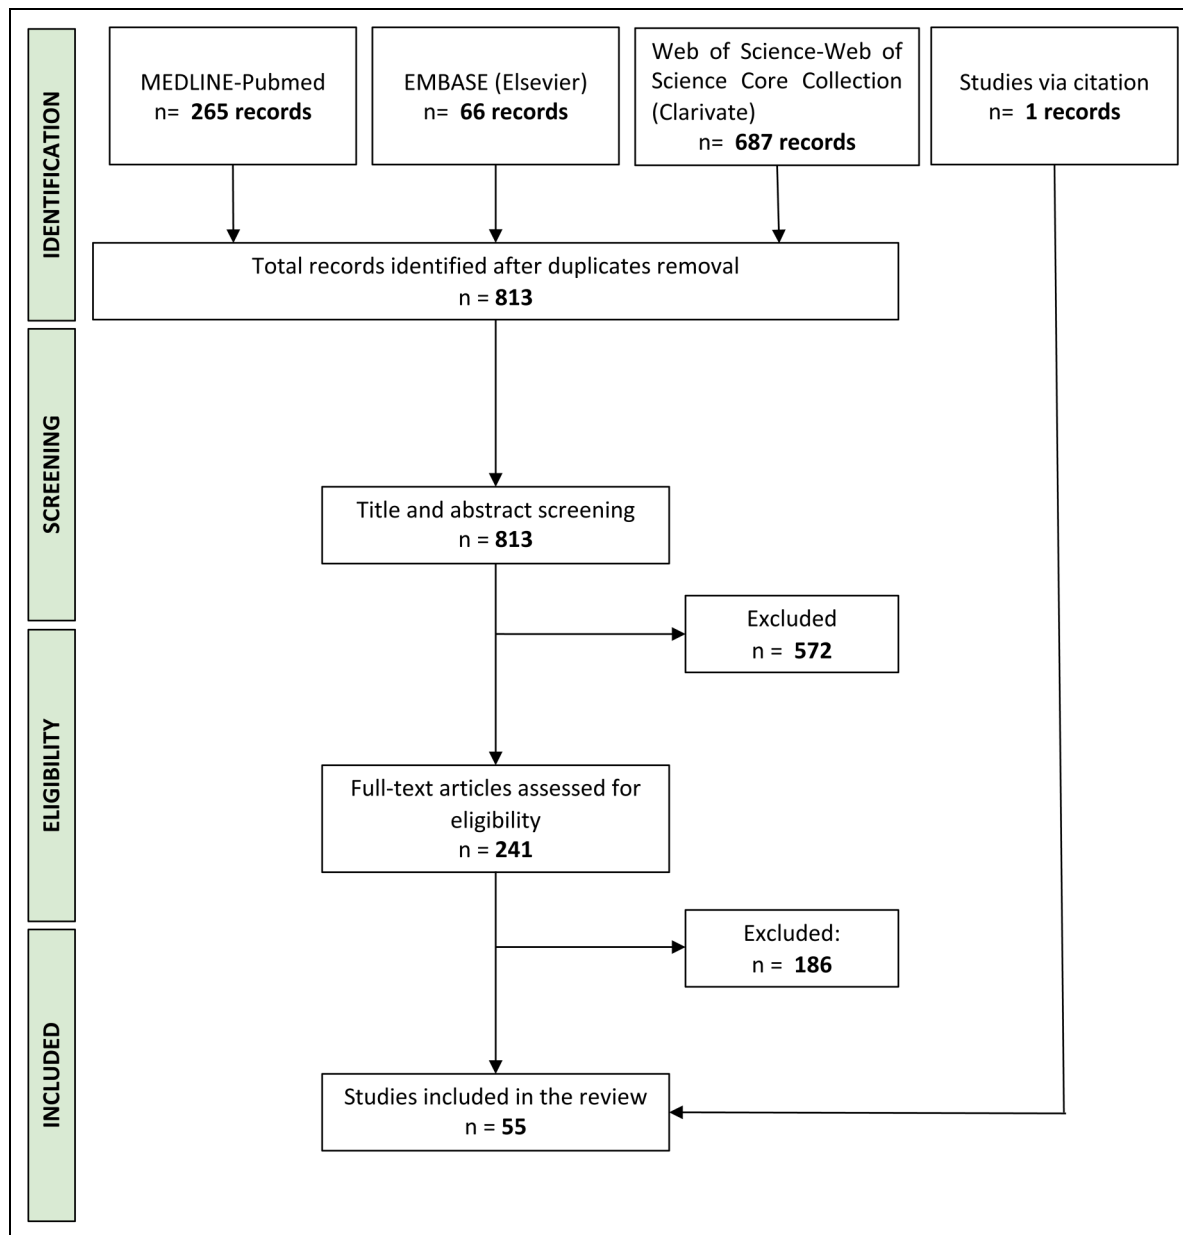 IDENTIFICATION
MEDLINE-Pubmed
n= 265 records
EMBASE (Elsevier)
n= 66 records
Web of Science-Web of
Science Core Collection
(Clarivate)
n= 687 records
Studies via citation
n= 1 records
Total records identified after duplicates removal
n = 813
SCREENING
Title and abstract screening
n = 813
Excluded
n = 572
ELIGIBILITY
Full-text articles assessed for
eligibility
n = 241
Excluded:
n = 186
INCLUDED
Studies included in the review
n = 55